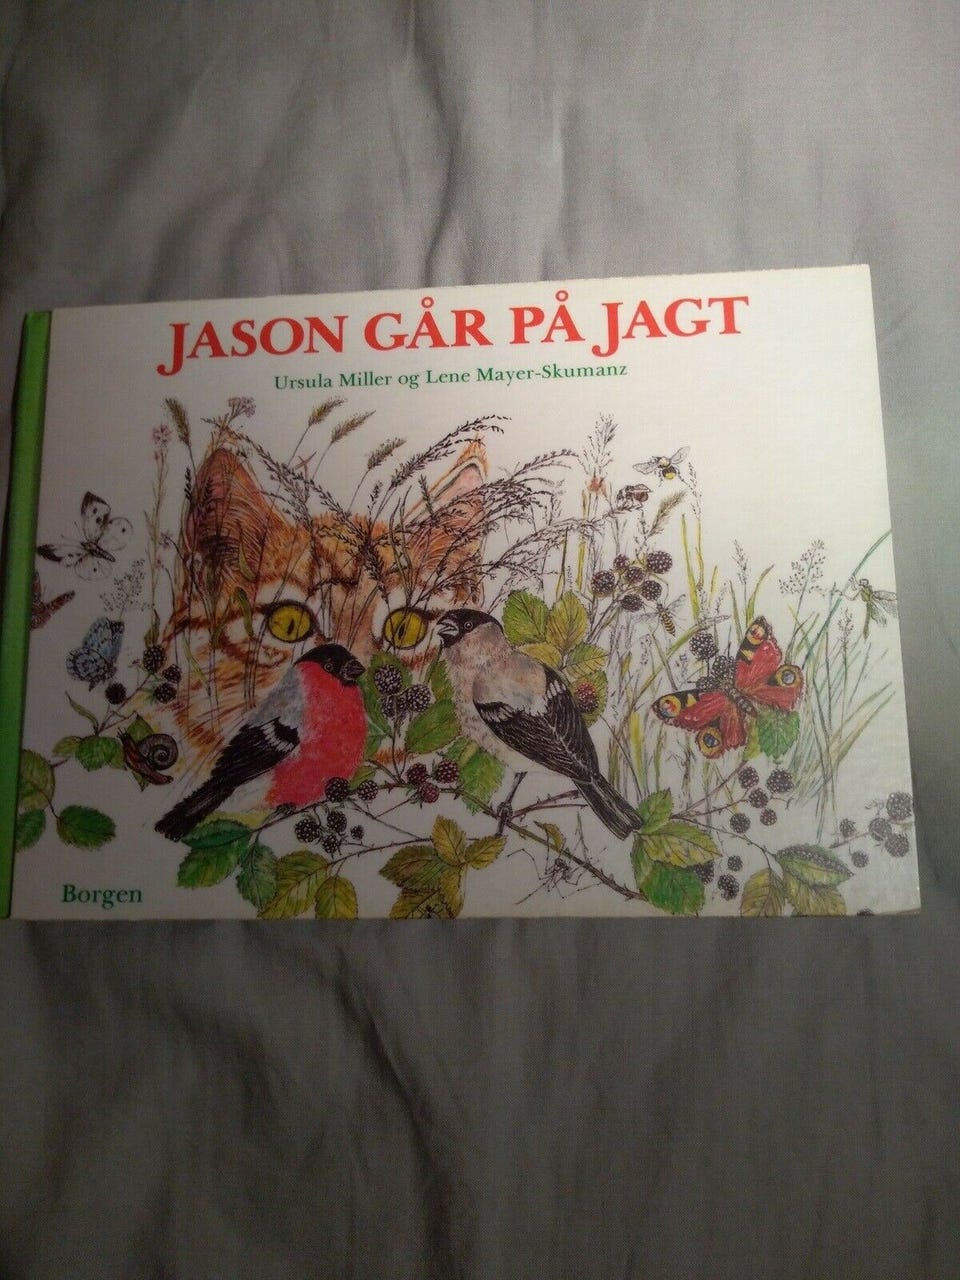 JASON GÅR PÅ JAGT
Ursula Miller og Lene Mayer-Skumanz
Borgen